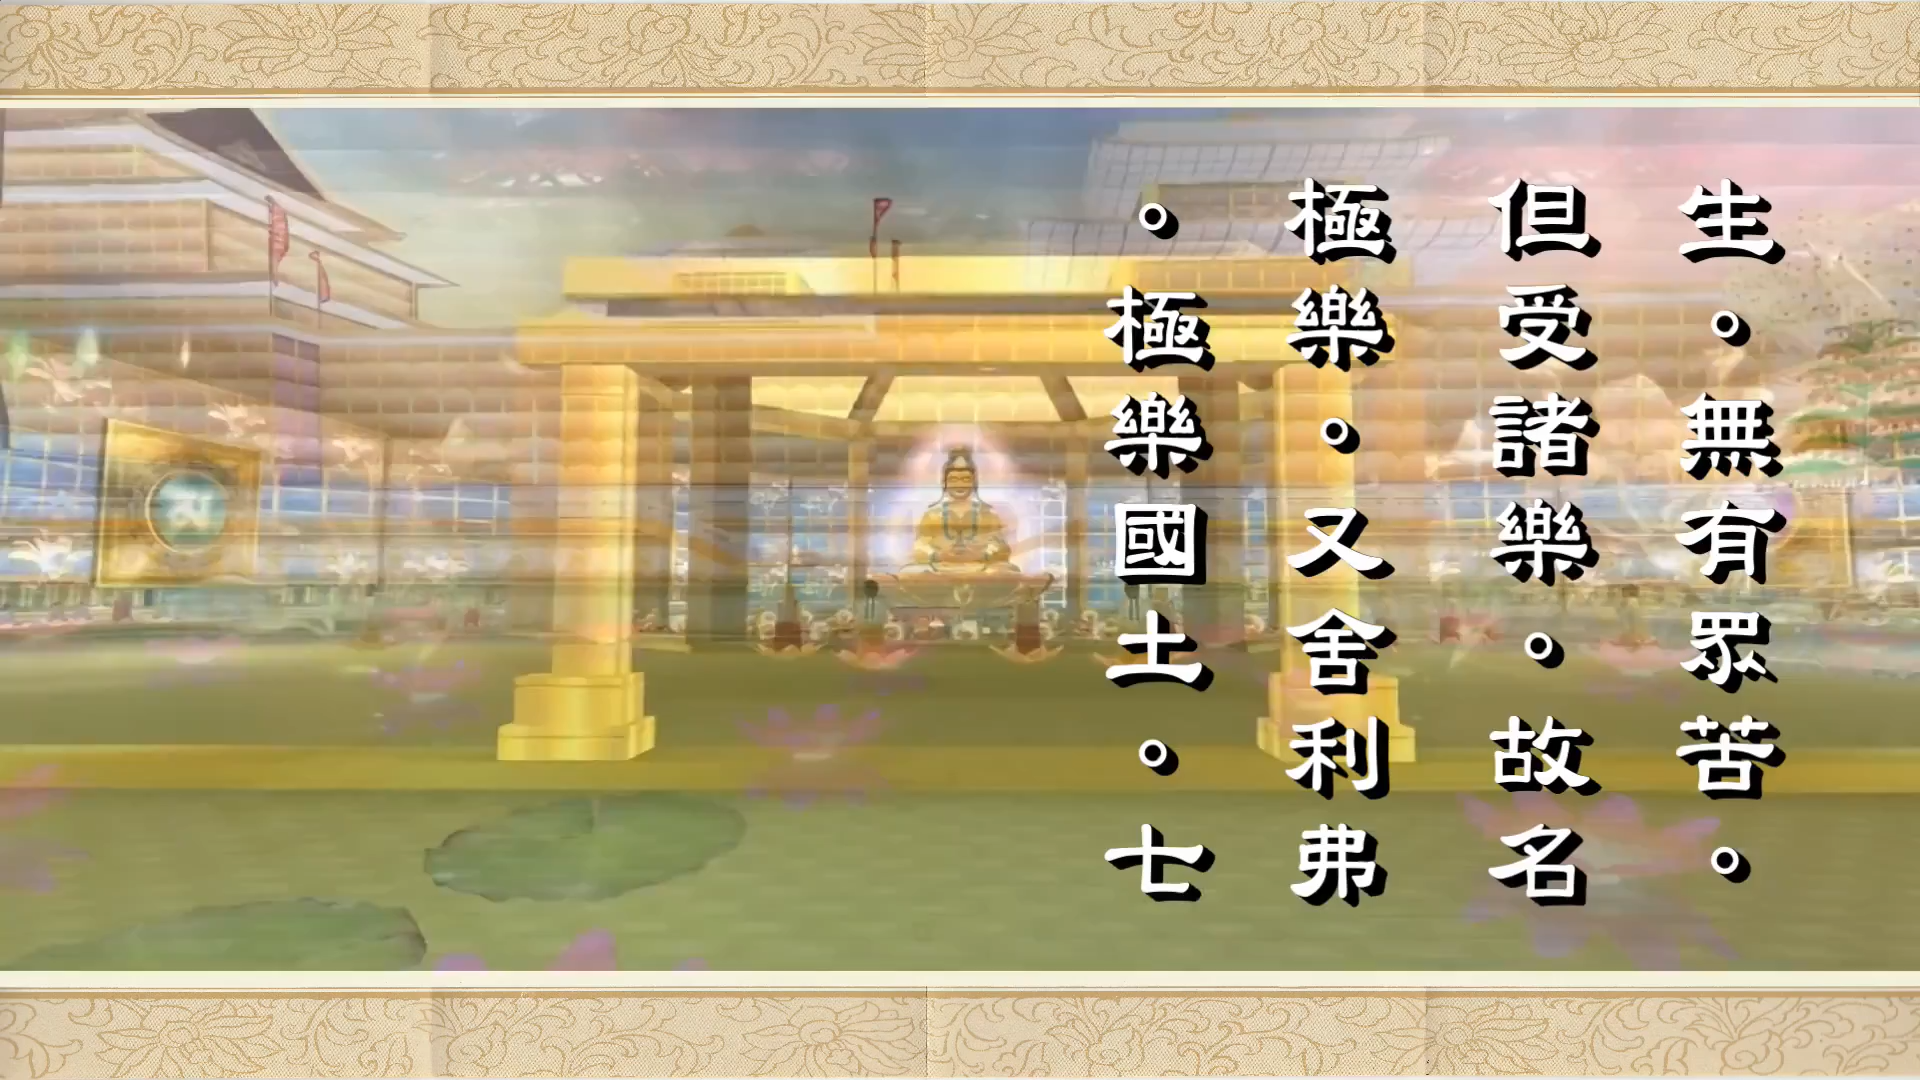 生。無有眾苦。
但受諸樂。故名
極樂。又舍利弗
。極樂國土。七